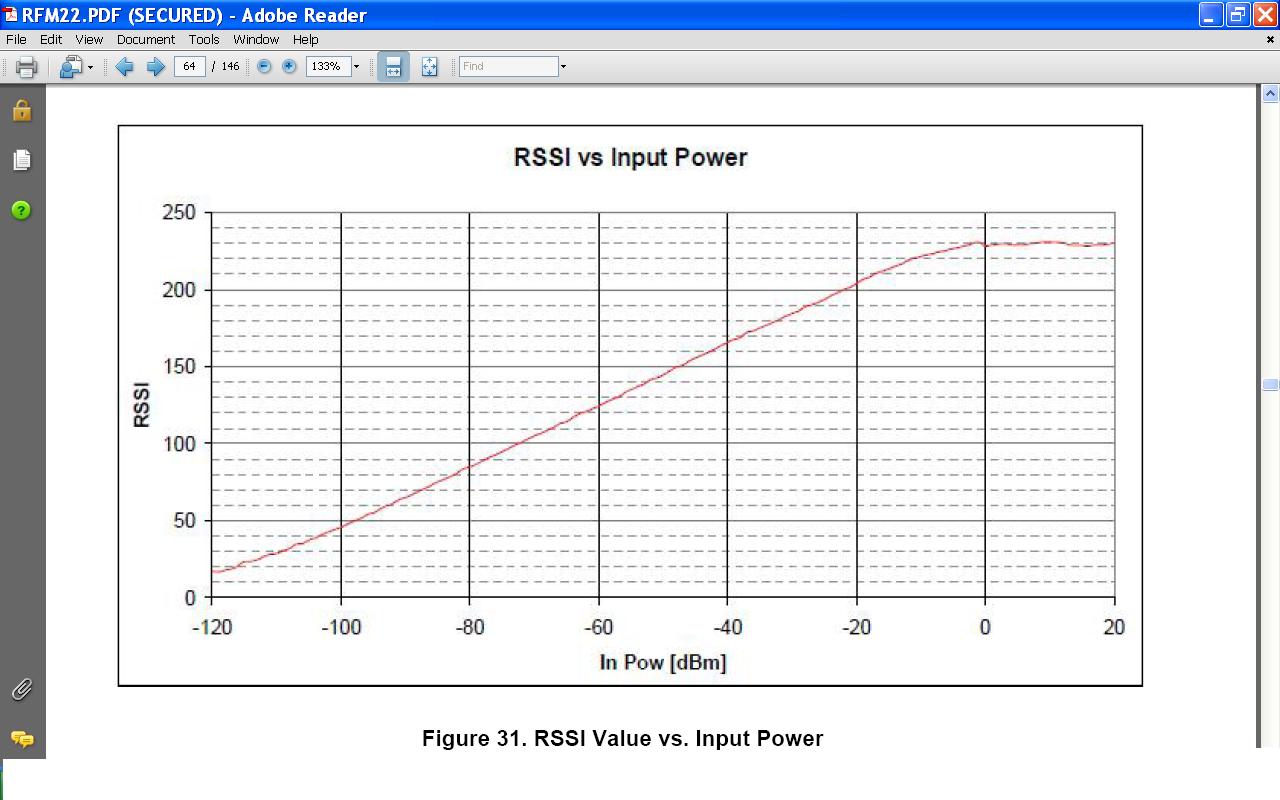 RFM22.PDF (SECURED) - Adobe Reader
File Edit View Document Tools Window Help
64 / 146 133% Find
RSSI vs Input Power
250
200
150
100
50
0
RSSI
-120 -100 -80 -60 -40 -20 0 20
In Pow [dBm]
Figure 31. RSSI Value vs. Input Power